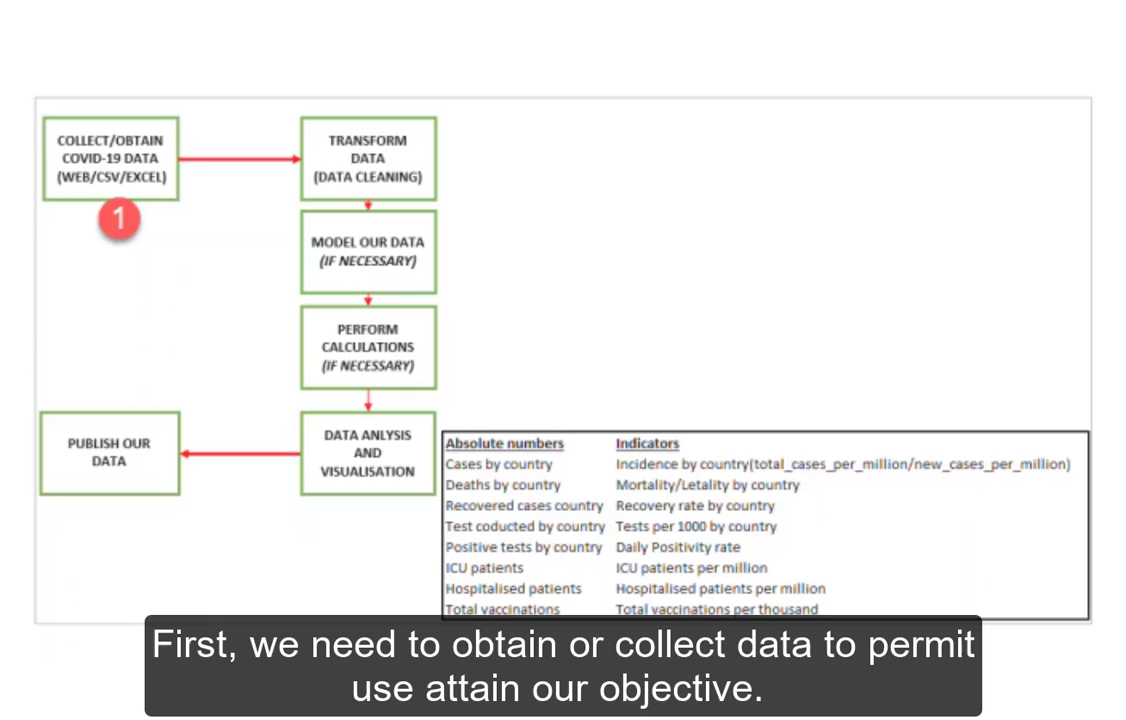 COLLECT/OBTAIN
COVID-19 DATA
(WEB/CSV/EXCEL)
1
TRANSFORM
DATA
(DATA CLEANING)
MODEL OUR DATA
(IF NECESSARY)
PERFORM
CALCULATIONS
(IF NECESSARY)
DATA ANLYSIS
AND
VISUALISATION
PUBLISH OUR
DATA
Absolute numbers Indicators
Cases by country Incidence by country(total_cases_per_million/new_cases_per_million)
Deaths by country Mortality/Letality by country
Recovered cases country Recovery rate by country
Test coducted by country Tests per 1000 by country
Positive tests by country Daily Positivity rate
ICU patients ICU patients per million
Hospitalised patients Hospitalised patients per million
Total vaccinations Total vaccinations per thousand
First, we need to obtain or collect data to permit
use attain our objective.